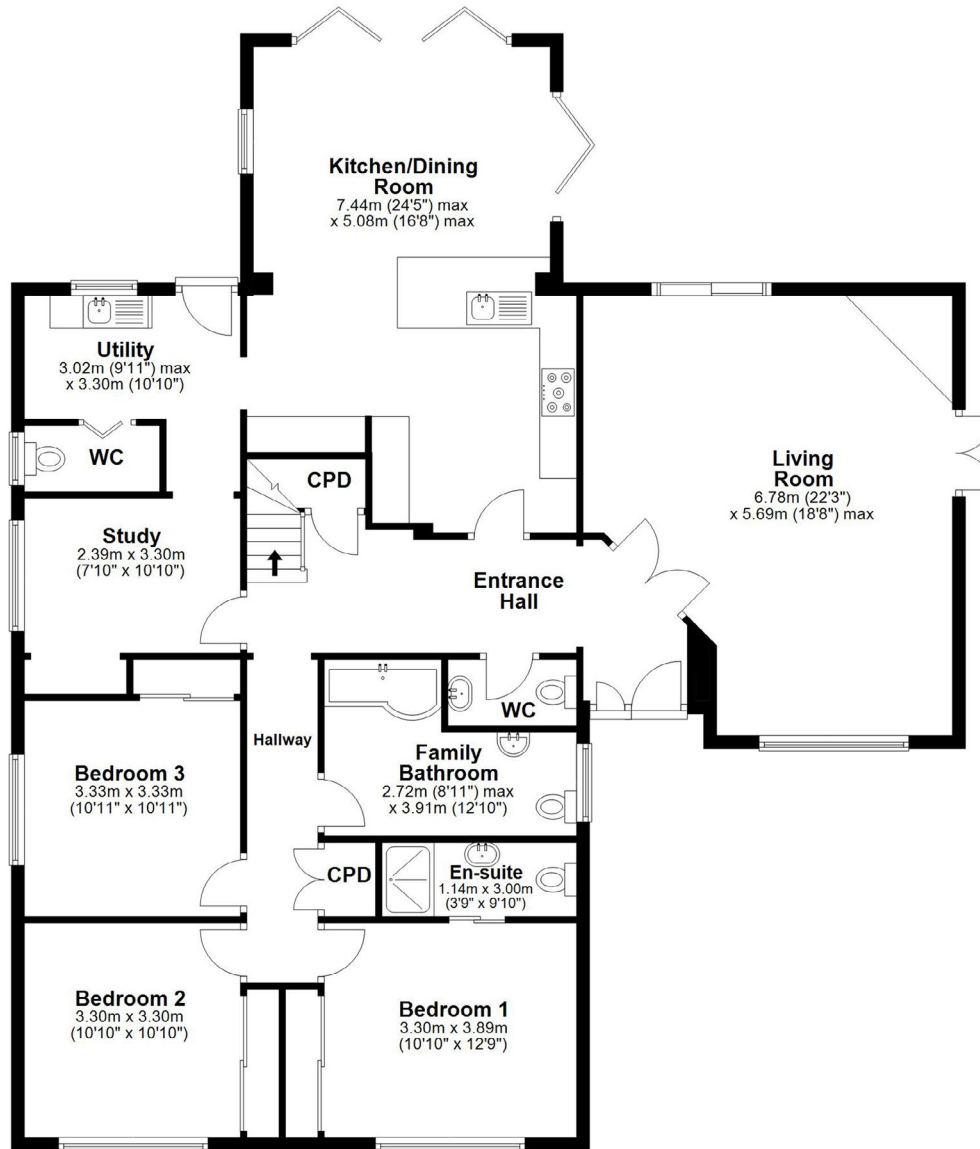 Kitchen/Dining
Room
7.44m (24'5") max
x 5.08m (16'8") max
Utility
3.02m (9'11") max
x 3.30m (10'10")
WC
CPD
Living
Room
6.78m (22'3")
x 5.69m (18'8") max
Study
2.39m x 3.30m
(7'10" x 10'10")
Entrance
Hall
WC
Hallway
Family
Bathroom
2.72m (8'11") max
x 3.91m (12'10")
Bedroom 3
3.33m x 3.33m
(10'11" x 10'11")
CPD
En-suite
1.14m x 3.00m
(3'9" x 9'10")
Bedroom 2
3.30m x 3.30m
(10'10" x 10'10")
Bedroom 1
3.30m x 3.89m
(10'10" x 12'9")